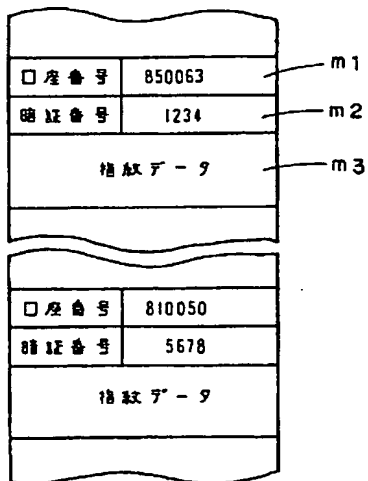 口座番号 850063 m1
暗証番号 1234 m2
指紋データ m3
口座番号 810050
暗証番号 5678
指紋データ